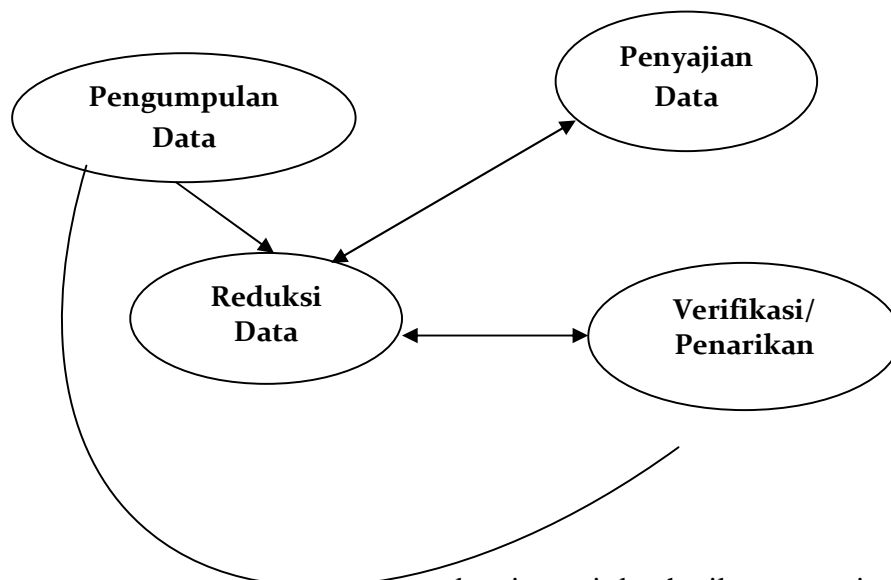 Pengumpulan
Data
Penyajian
Data
Reduksi
Data
Verifikasi/
Penarikan